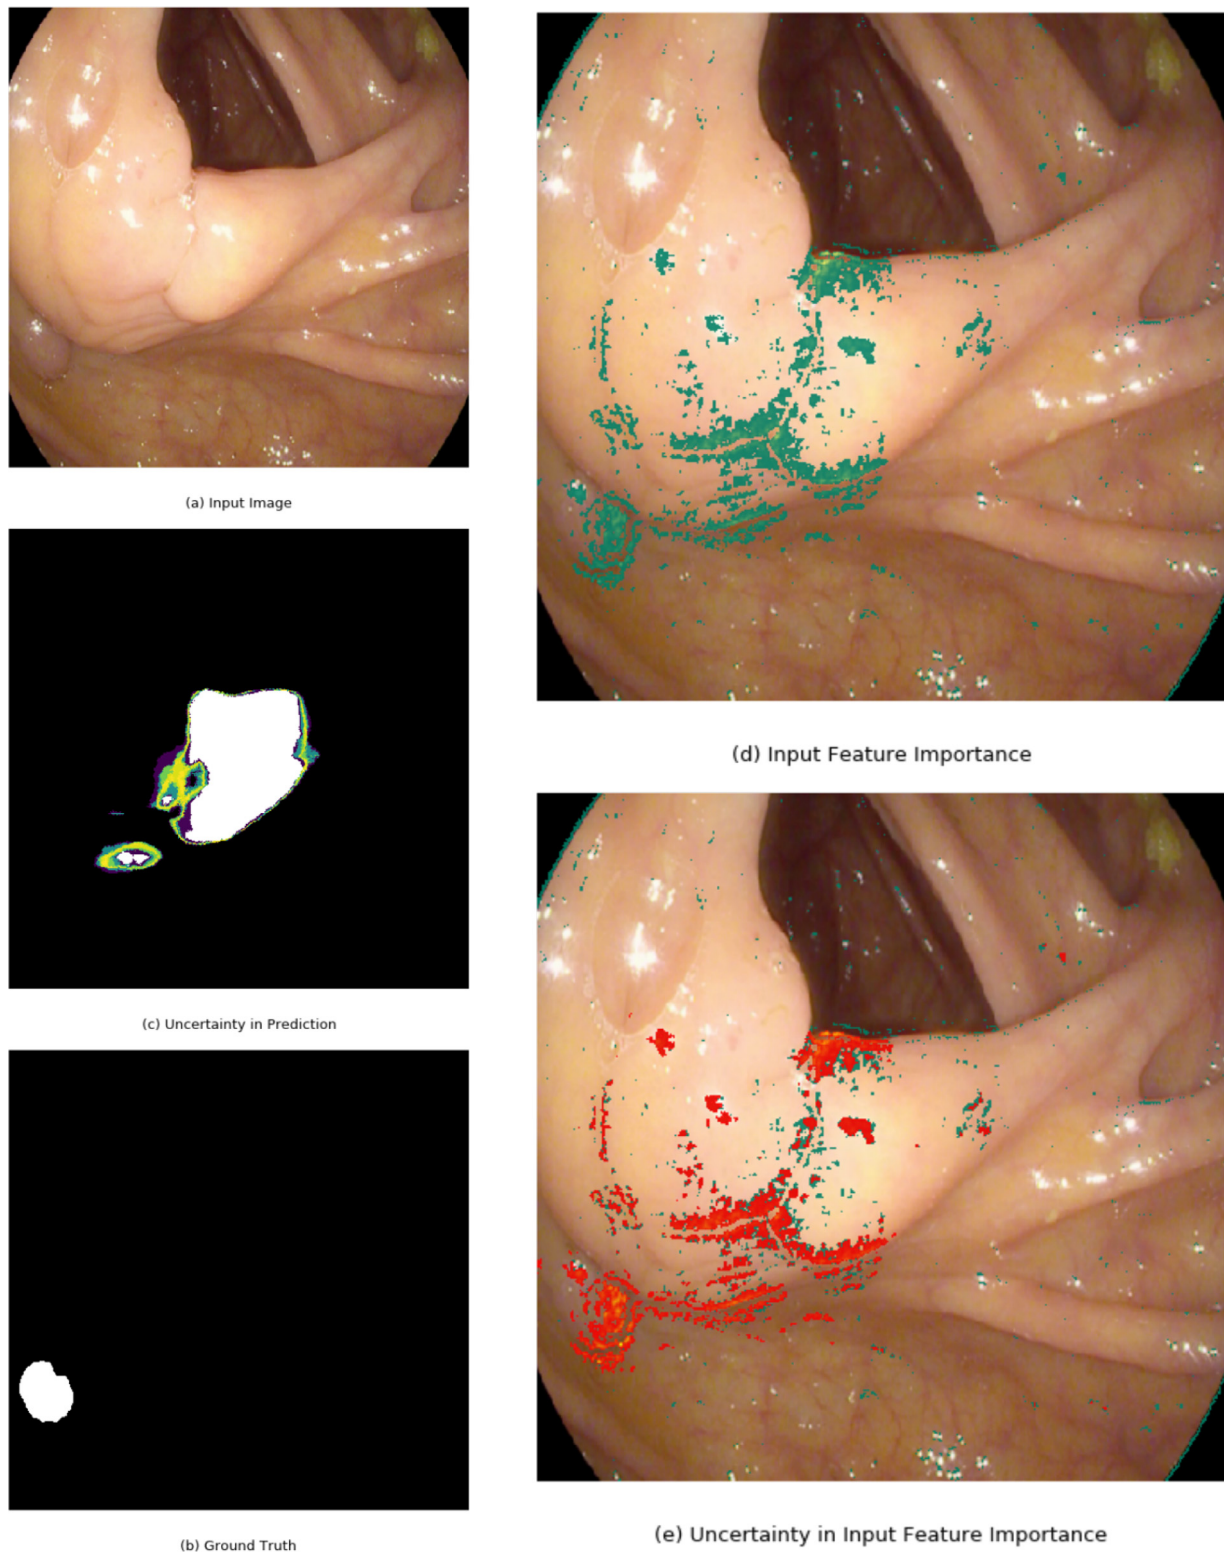 (a) Input Image
(c) Uncertainty in Prediction
(b) Ground Truth
(d) Input Feature Importance
(e) Uncertainty in Input Feature Importance